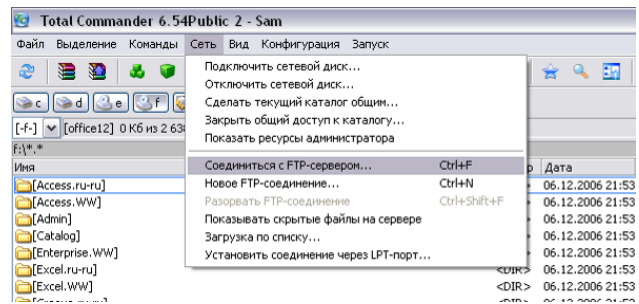 Total Commander 6.54Public 2 - Sam
Файл Выделение Команды Сеть Вид Конфигурация Запуск
Подключить сетевой диск...
Отключить сетевой диск...
Сделать текущий каталог общим...
Закрыть общий доступ к каталогу...
Показать ресурсы администратора
Соединиться с FTP-сервером... Ctrl+F
Новое FTP-соединение... Ctrl+N
Разорвать FTP-соединение Ctrl+Shift+F
Показывать скрытые файлы на сервере
Загрузка по списку...
Установить соединение через LPT-порт...
c d e f
[-f-] [office12] 0 Кб из 2 63
f:\*.*
Имя Дата
[Access.ru-ru] 06.12.2006 21:53
[Access.WW] 06.12.2006 21:53
[Admin] 06.12.2006 21:53
[Catalog] 06.12.2006 21:53
[Enterprise.WW] 06.12.2006 21:53
[Excel.ru-ru] <DIR> 06.12.2006 21:53
[Excel.WW] <DIR> 06.12.2006 21:53